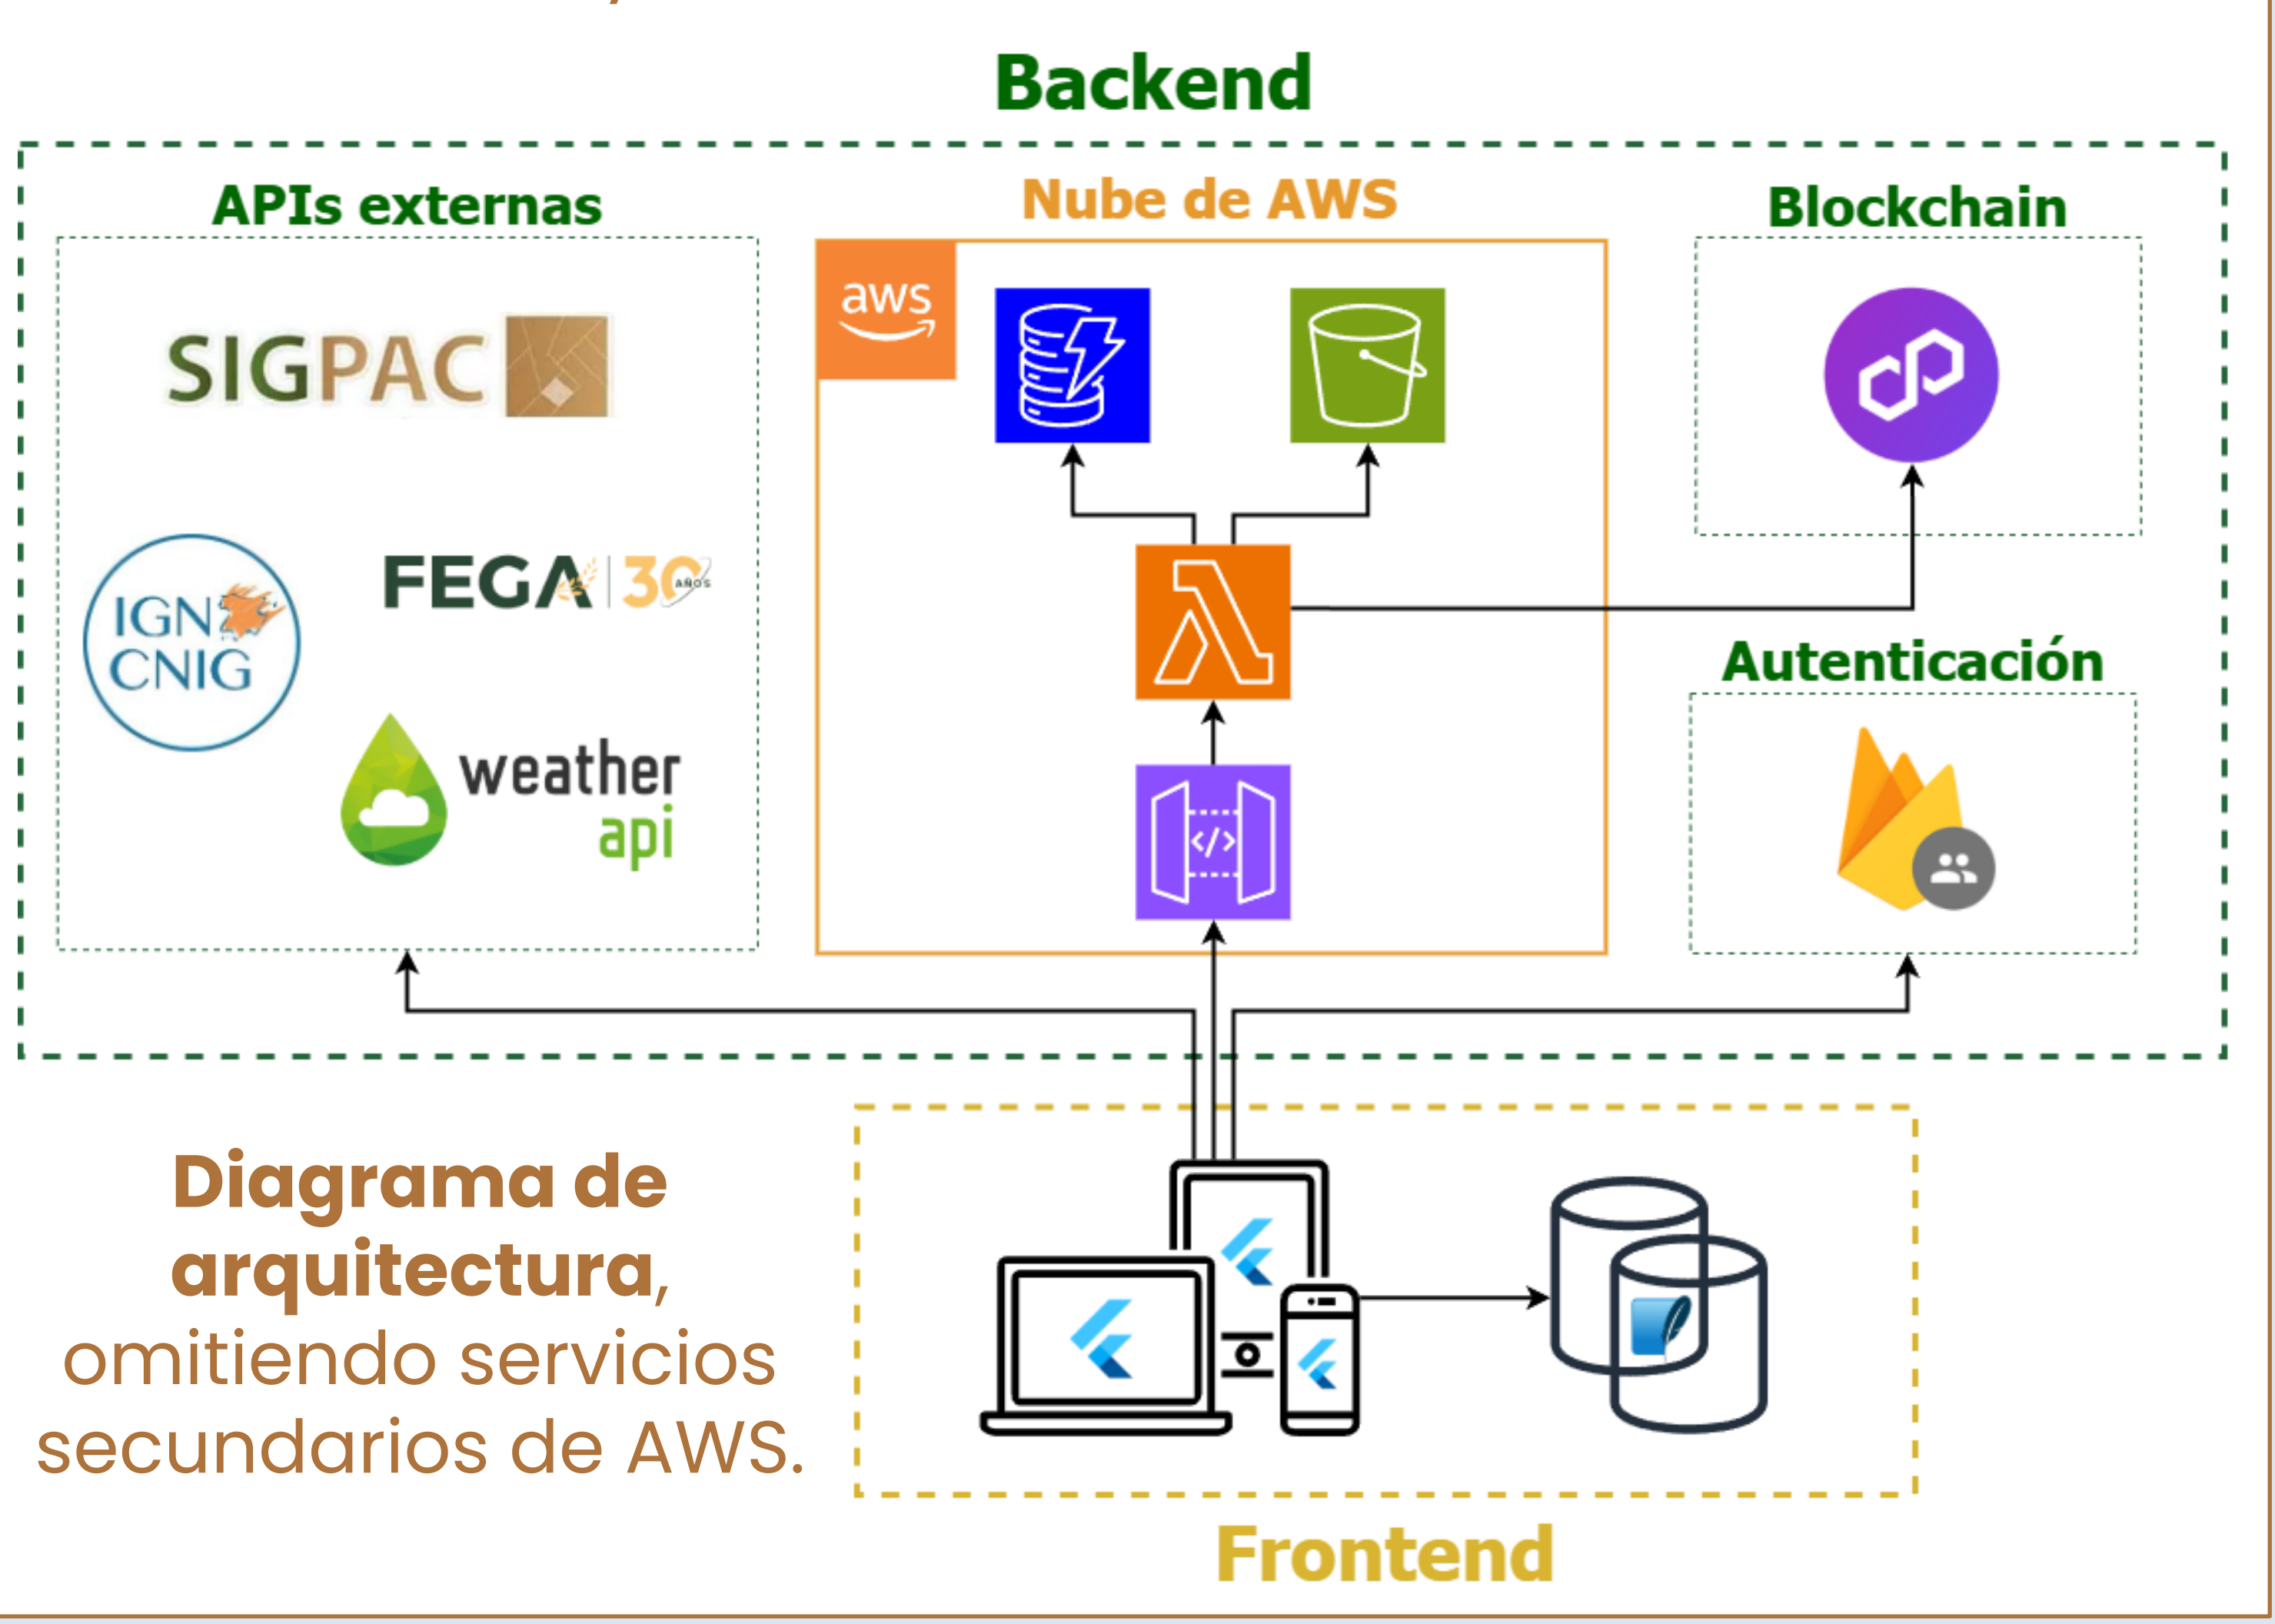 Backend
APIs externas
Nube de AWS
Blockchain
SIGPAC
aws
IGN
CNIG
FEGA 30
AÑOS
weather
api
</>
Autenticación
Diagrama de
arquitectura,
omitiendo servicios
secundarios de AWS.
Frontend